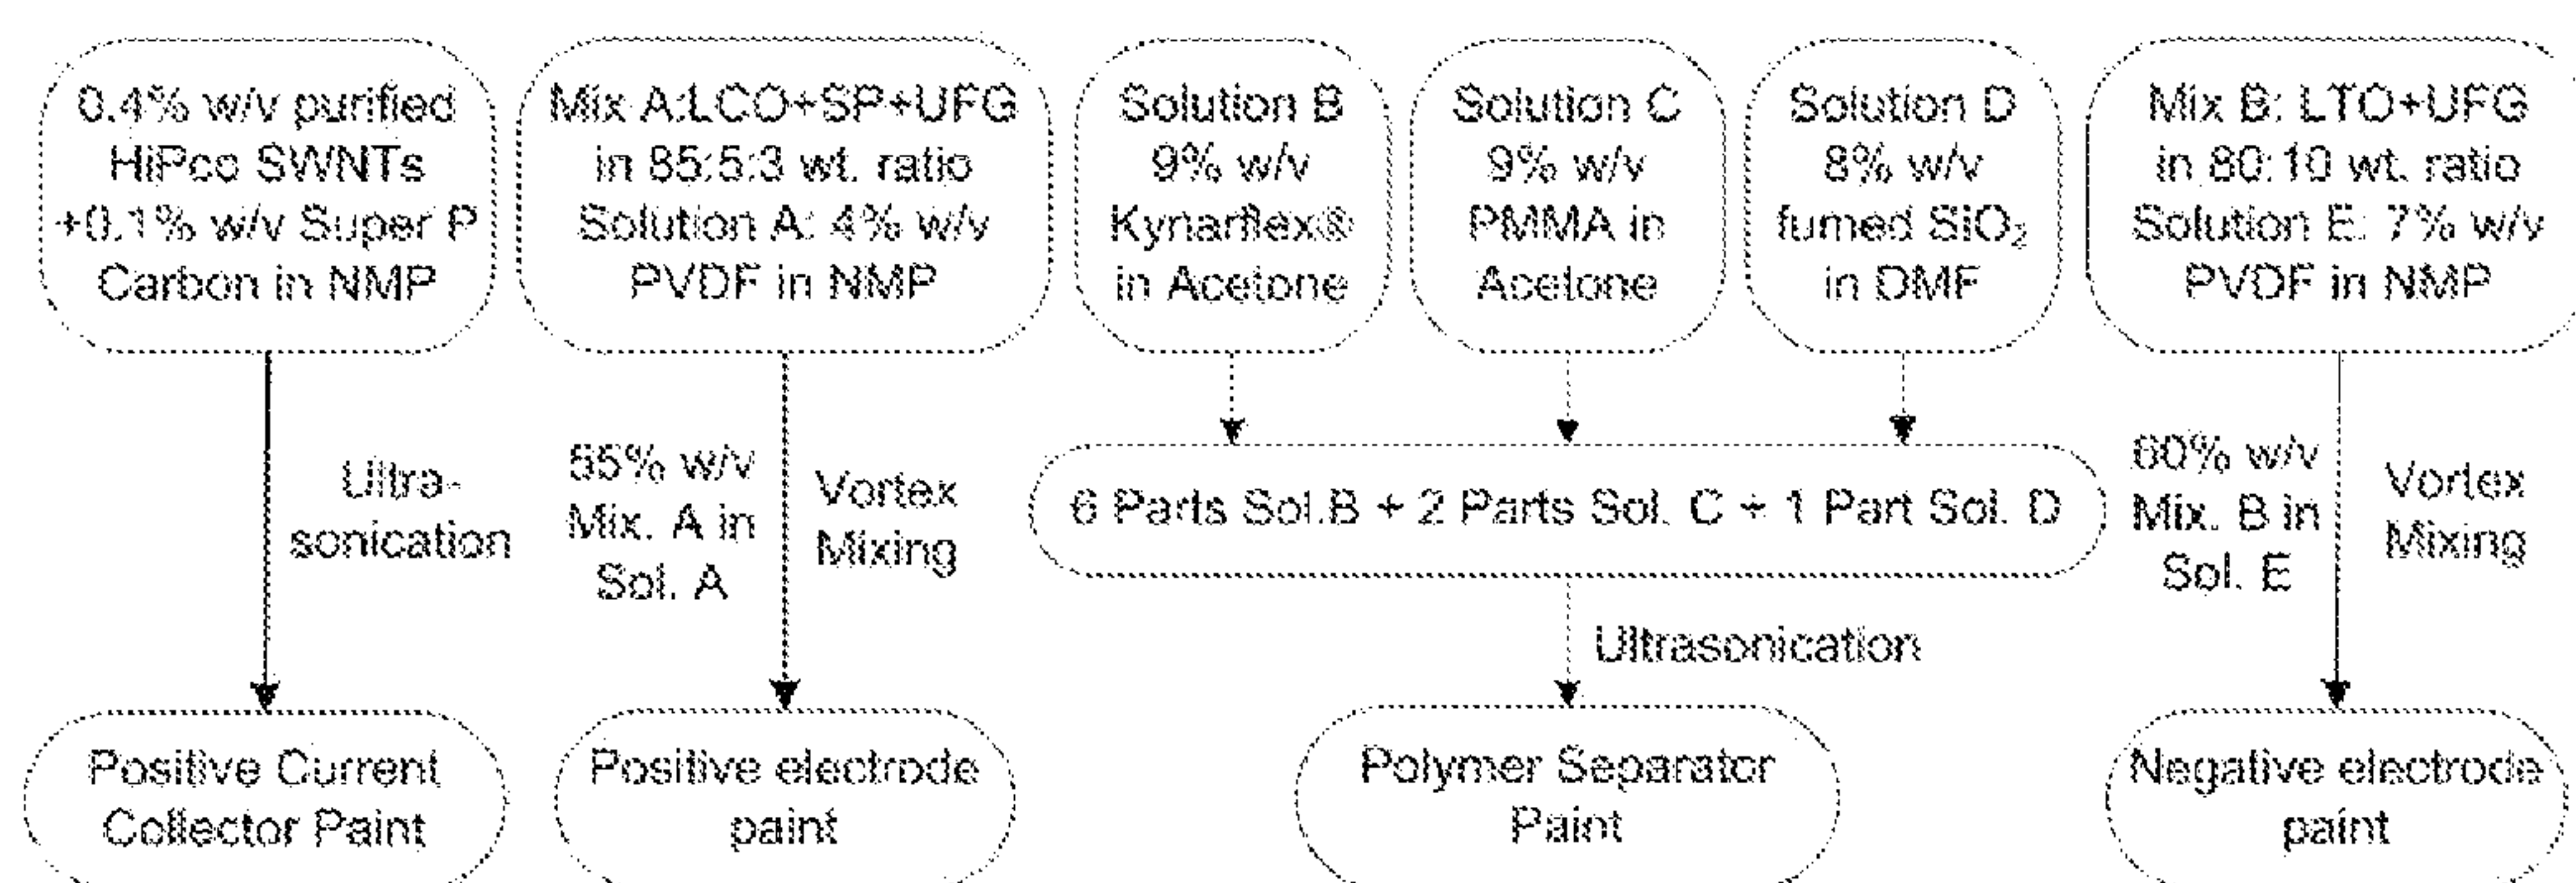 0.4% w/v purified
HiPco SWNTs
+0.1% w/v Super P
Carbon in NMP
Mix A:LCO+SP+UFG
in 85:5:3 wt. ratio
Solution A: 4% w/v
PVDF in NMP
Solution B
9% w/v
Kynarflex®
in Acetone
Solution C
9% w/v
PMMA in
Acetone
Solution D
8% w/v
fumed SiO₂
in DMF
Mix B: LTO+UFG
in 80:10 wt. ratio
Solution E: 7% w/v
PVDF in NMP
Ultra-
sonication
w/v
Mix. A in
Sol. A
Vortex
Mixing
6 Parts Sol.B + 2 Parts Sol. C + 1 Part Sol. D
60% w/v
Mix. B in
Sol. E
Vortex
Mixing
Ultrasonication
Positive Current
Collector Paint
Positive electrode
paint
Polymer Separator
Paint
Negative electrode
paint